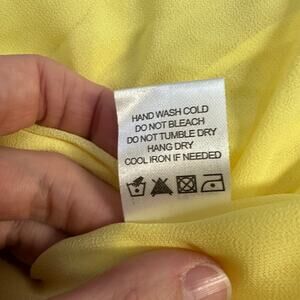 HAND WASH COLD
DO NOT BLEACH
DO NOT TUMBLE DRY
HANG DRY
COOL IRON IF NEEDED